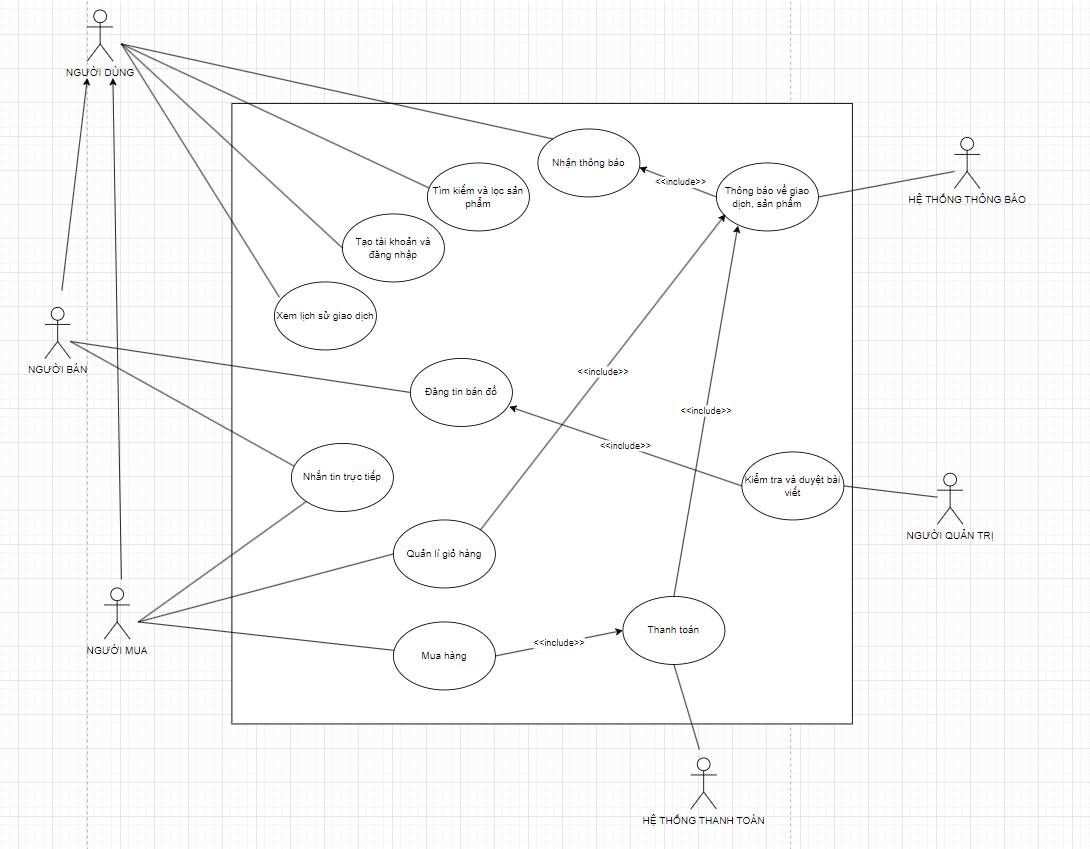 NGƯỜI DÙNG
Nhận thông báo
<<include>>
Thông báo về giao
dịch, sản phẩm
HỆ THỐNG THÔNG BÁO
Tìm kiếm và lọc sản
phẩm
Tạo tài khoản và
đăng nhập
Xem lịch sử giao dịch
NGƯỜI BÁN
Đăng tin bán đồ
<<include>>
<<include>>
<<include>>
Nhắn tin trực tiếp
Kiểm tra và duyệt bài
viết
NGƯỜI QUẢN TRỊ
Quản lí giỏ hàng
NGƯỜI MUA
Mua hàng
<<include>>
Thanh toán
HỆ THỐNG THANH TOÁN